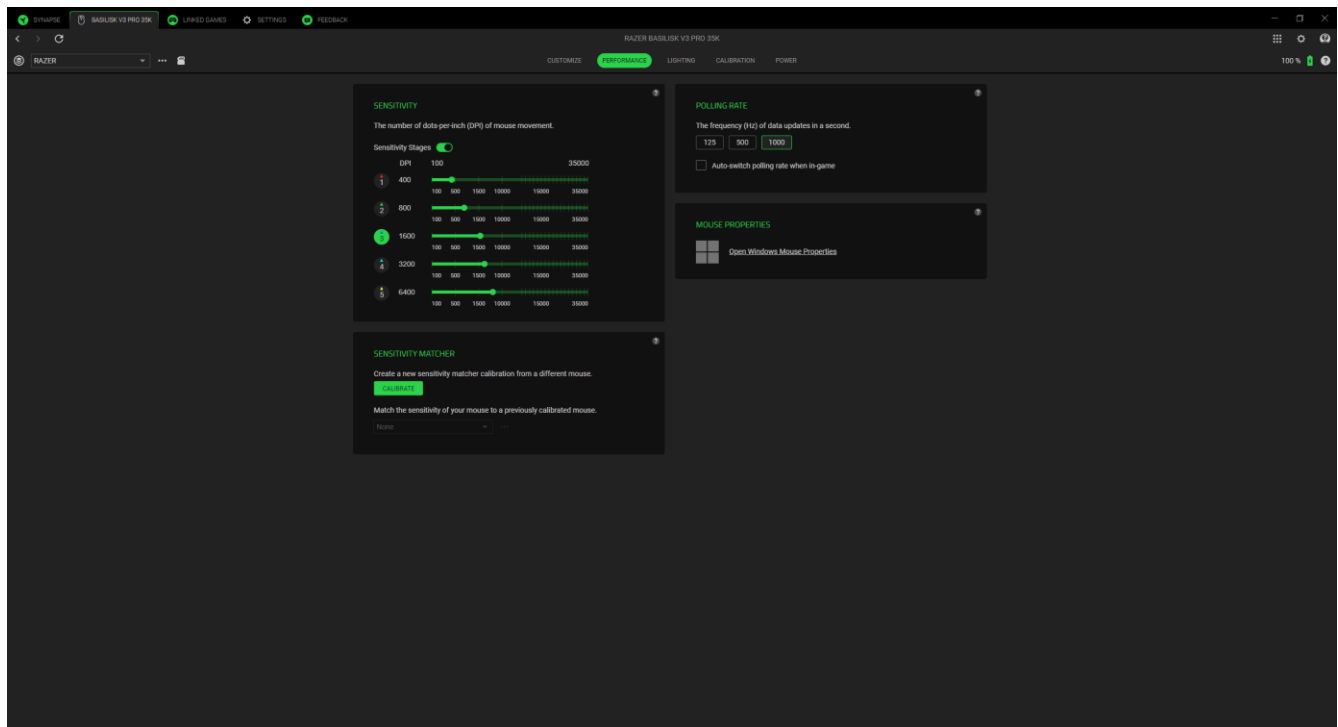 SYNAPSE BASILISK V3 PRO 35K LINKED GAMES SETTINGS FEEDBACK
RAZER BASILISK V3 PRO 35K
RAZER CUSTOMIZE PERFORMANCE LIGHTING CALIBRATION POWER 100 %
SENSITIVITY
The number of dots-per-inch (DPI) of mouse movement.
Sensitivity Stages
DPI 100 35000
1 400
100 500 1500 10000 15000 35000
2 800
100 500 1500 10000 15000 35000
3 1600
100 500 1500 10000 15000 35000
4 3200
100 500 1500 10000 15000 35000
5 6400
100 500 1500 10000 15000 35000
SENSITIVITY MATCHER
Create a new sensitivity matcher calibration from a different mouse.
CALIBRATE
Match the sensitivity of your mouse to a previously calibrated mouse.
None
POLLING RATE
The frequency (Hz) of data updates in a second.
125 500 1000
Auto-switch polling rate when in-game
MOUSE PROPERTIES
Open Windows Mouse Properties